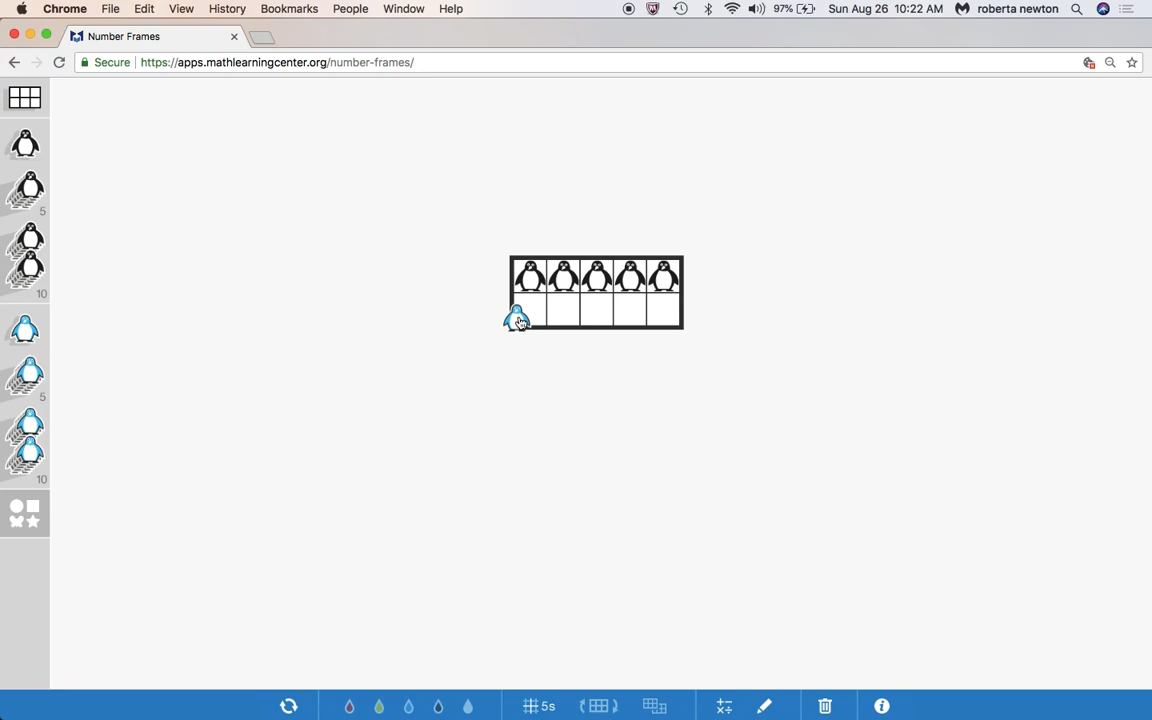 Chrome File Edit View History Bookmarks People Window Help 97% Sun Aug 26 10:22 AM roberta newton
Number Frames
Secure https://apps.mathlearningcenter.org/number-frames/
5
10
5
10
5s